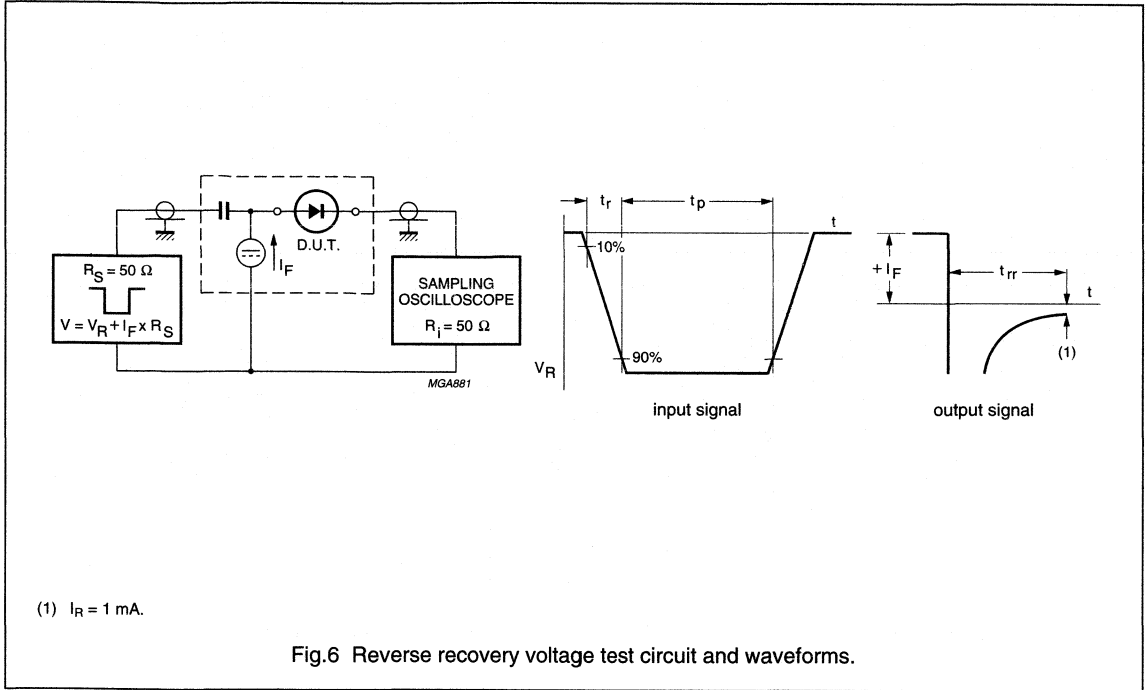 R_S = 50 Ω
V = V_R + I_F x R_S
I_F
D.U.T.
SAMPLING
OSCILLOSCOPE
R_i = 50 Ω
MGA881
t_r
t_p
t
10%
90%
V_R
input signal
+ I_F
t_rr
t
(1)
output signal
(1) I_R = 1 mA.
Fig.6 Reverse recovery voltage test circuit and waveforms.